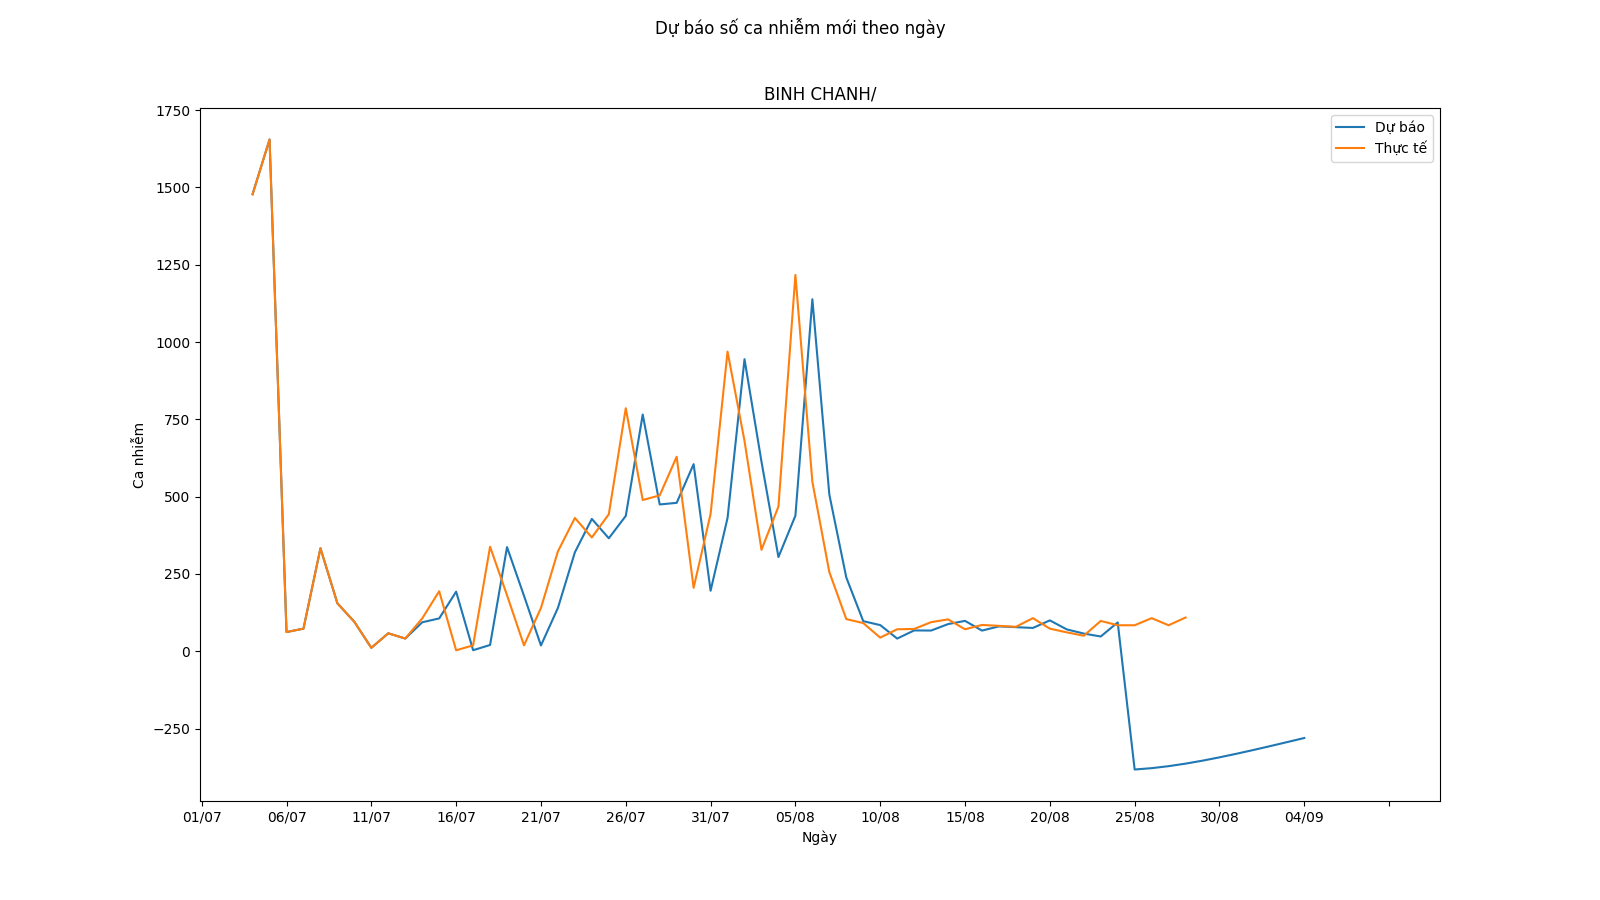 Dự báo số ca nhiễm mới theo ngày
BINH CHANH/
Dự báo
Thực tế
1750
1500
1250
1000
750
500
250
0
−250
Ca nhiễm
01/07 06/07 11/07 16/07 21/07 26/07 31/07 05/08 10/08 15/08 20/08 25/08 30/08 04/09
Ngày